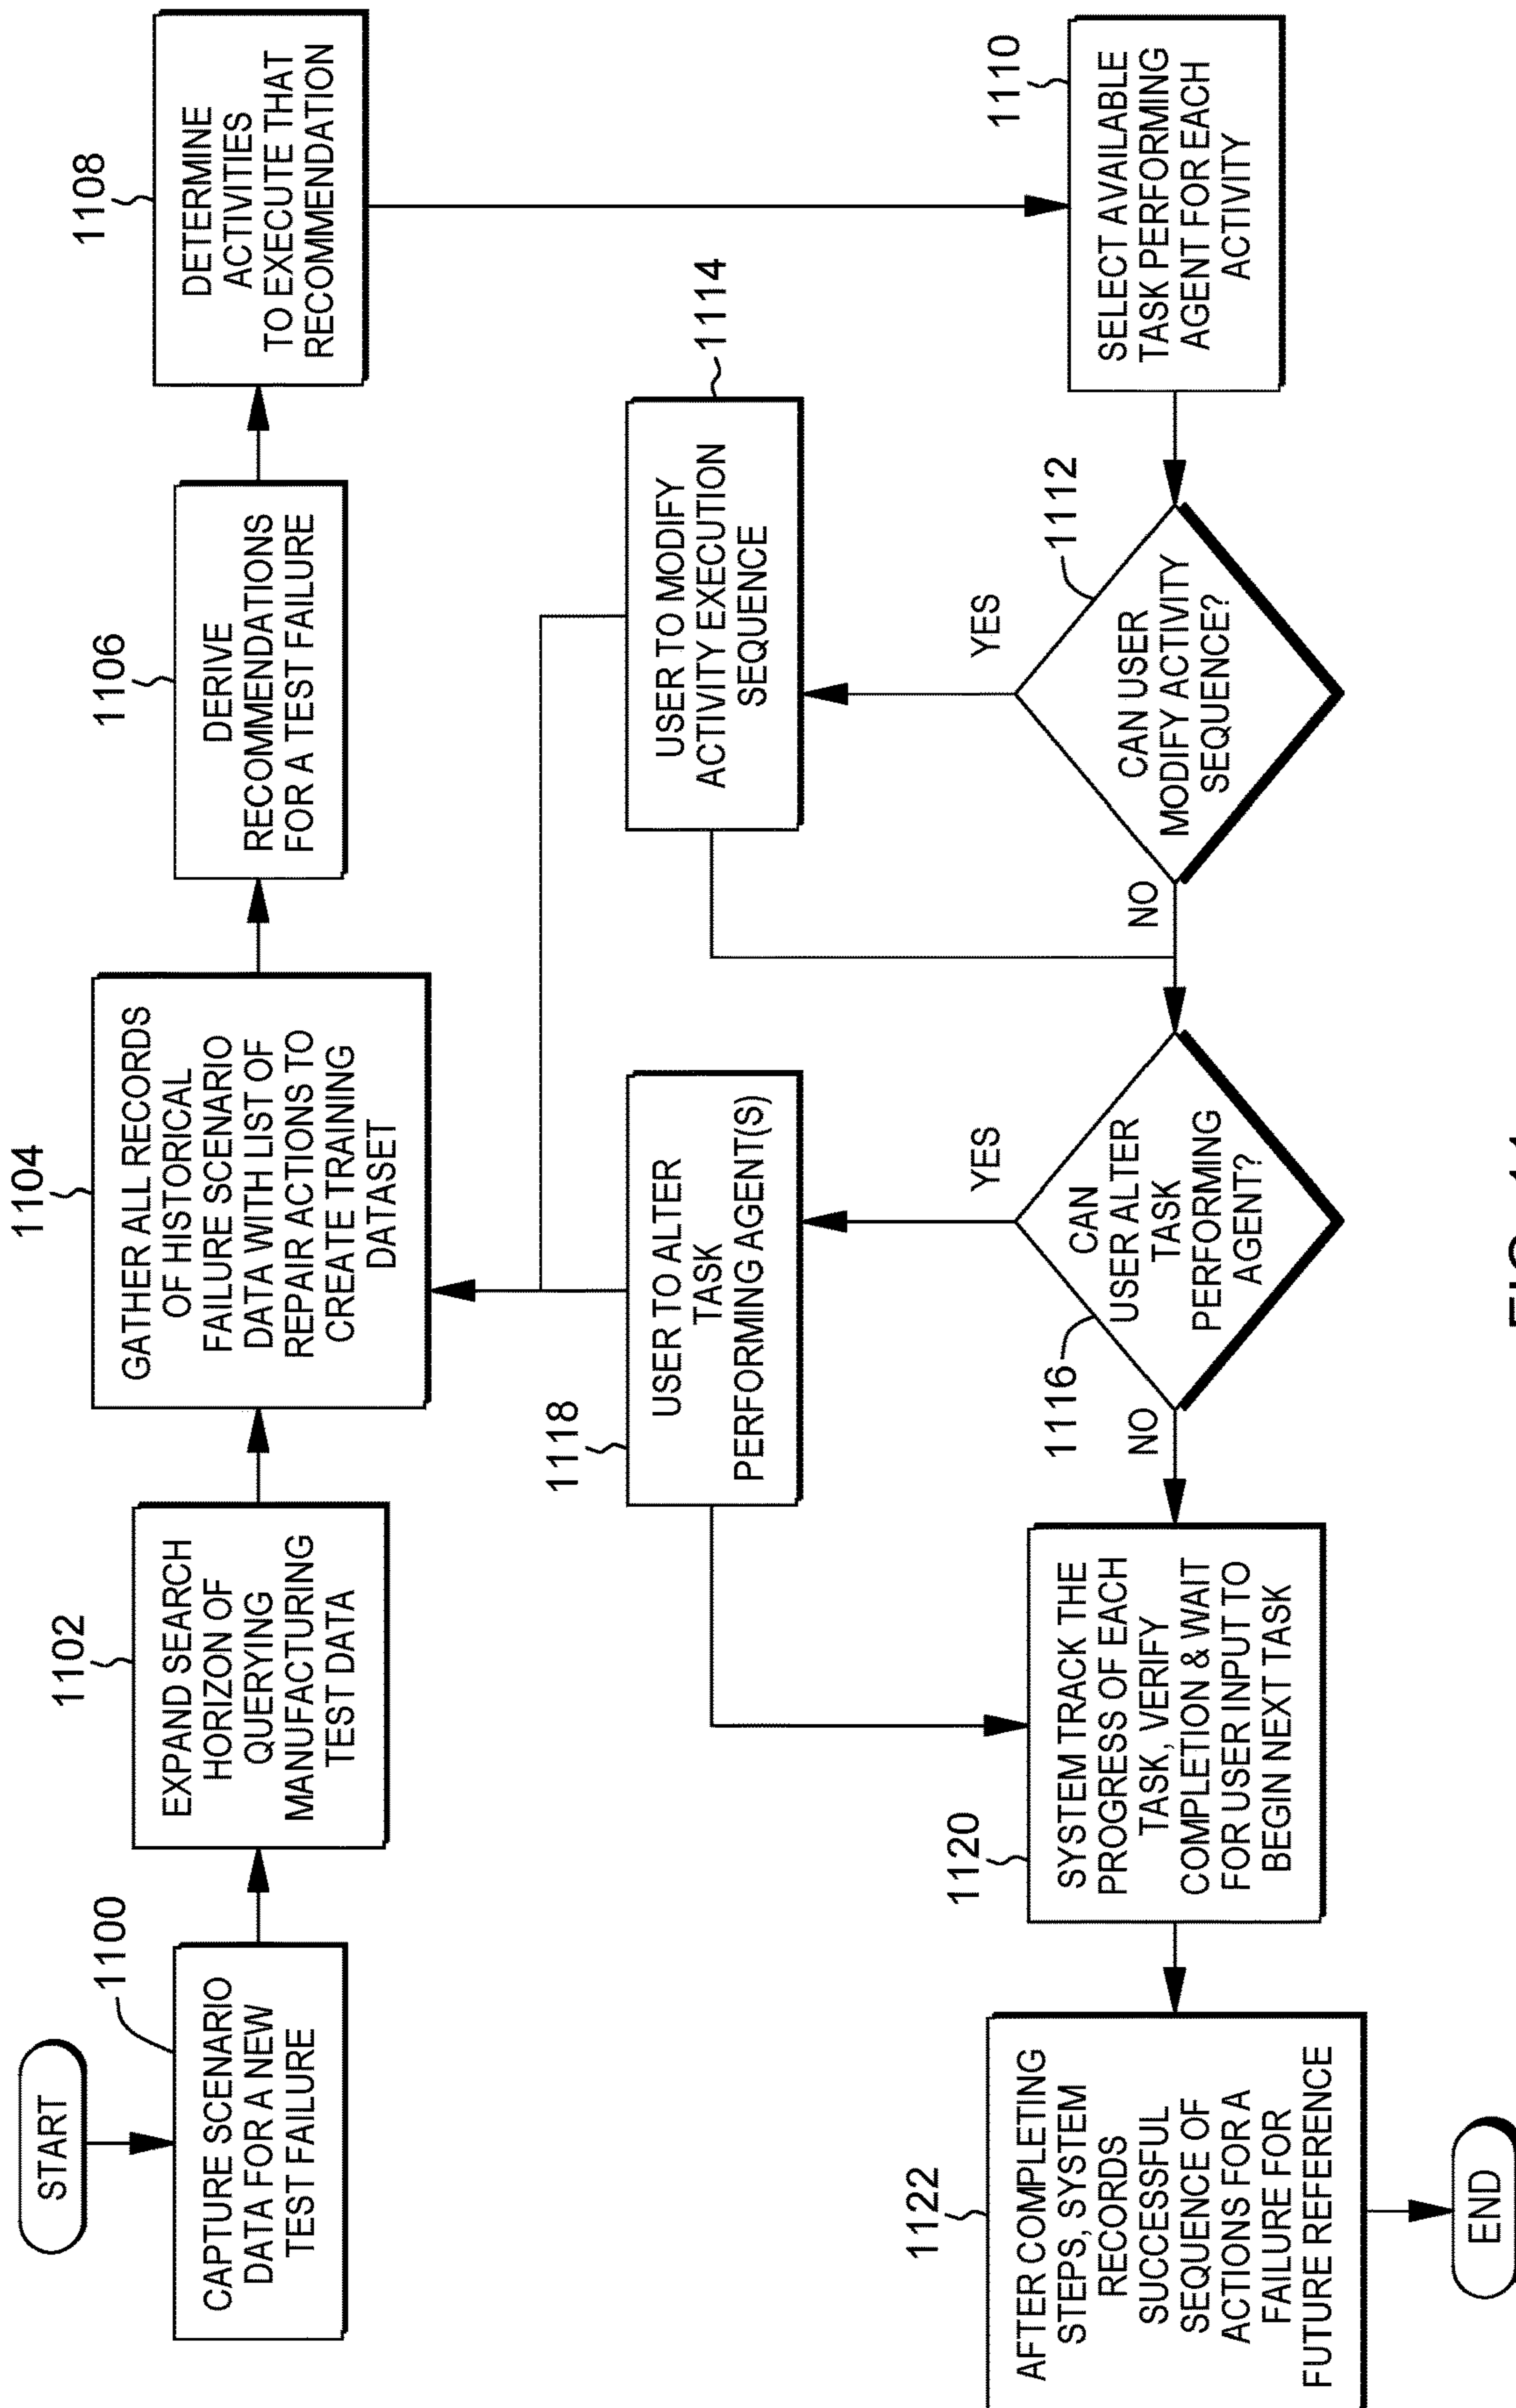 START
1100
CAPTURE SCENARIO
DATA FOR A NEW
TEST FAILURE
1102
EXPAND SEARCH
HORIZON OF
QUERYING
MANUFACTURING
TEST DATA
1104
GATHER ALL RECORDS
OF HISTORICAL
FAILURE SCENARIO
DATA WITH LIST OF
REPAIR ACTIONS TO
CREATE TRAINING
DATASET
1106
DERIVE
RECOMMENDATIONS
FOR A TEST FAILURE
1108
DETERMINE
ACTIVITIES
TO EXECUTE THAT
RECOMMENDATION
1110
SELECT AVAILABLE
TASK PERFORMING
AGENT FOR EACH
ACTIVITY
1112
CAN USER
MODIFY ACTIVITY
SEQUENCE?
YES
NO
1114
USER TO MODIFY
ACTIVITY EXECUTION
SEQUENCE
1116
CAN
USER ALTER
TASK
PERFORMING
AGENT?
YES
NO
1118
USER TO ALTER
TASK
PERFORMING AGENT(S)
1120
SYSTEM TRACK THE
PROGRESS OF EACH
TASK, VERIFY
COMPLETION & WAIT
FOR USER INPUT TO
BEGIN NEXT TASK
1122
AFTER COMPLETING
STEPS, SYSTEM
RECORDS
SUCCESSFUL
SEQUENCE OF
ACTIONS FOR A
FAILURE FOR
FUTURE REFERENCE
END